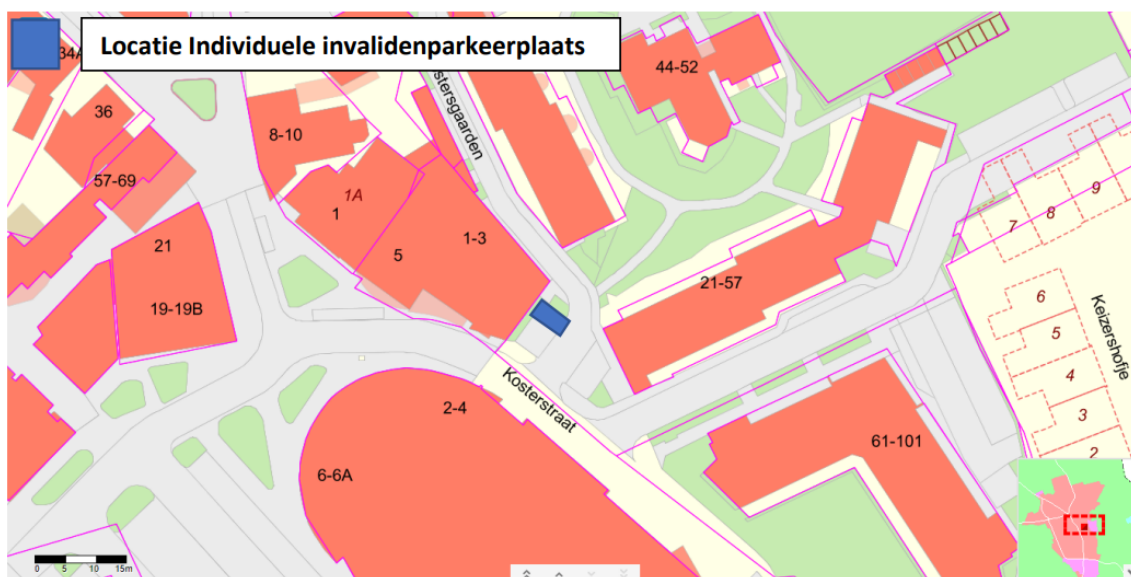 Locatie Individuele invalidenparkeerplaats
34A
36
57-69
8-10
44-52
stersgaarden
1A
1
1-3
5
21
19-19B
21-57
9
8
7
6
5
4
3
2
Keizershofje
Kosterstraat
2-4
6-6A
61-101
0 5 10 15m